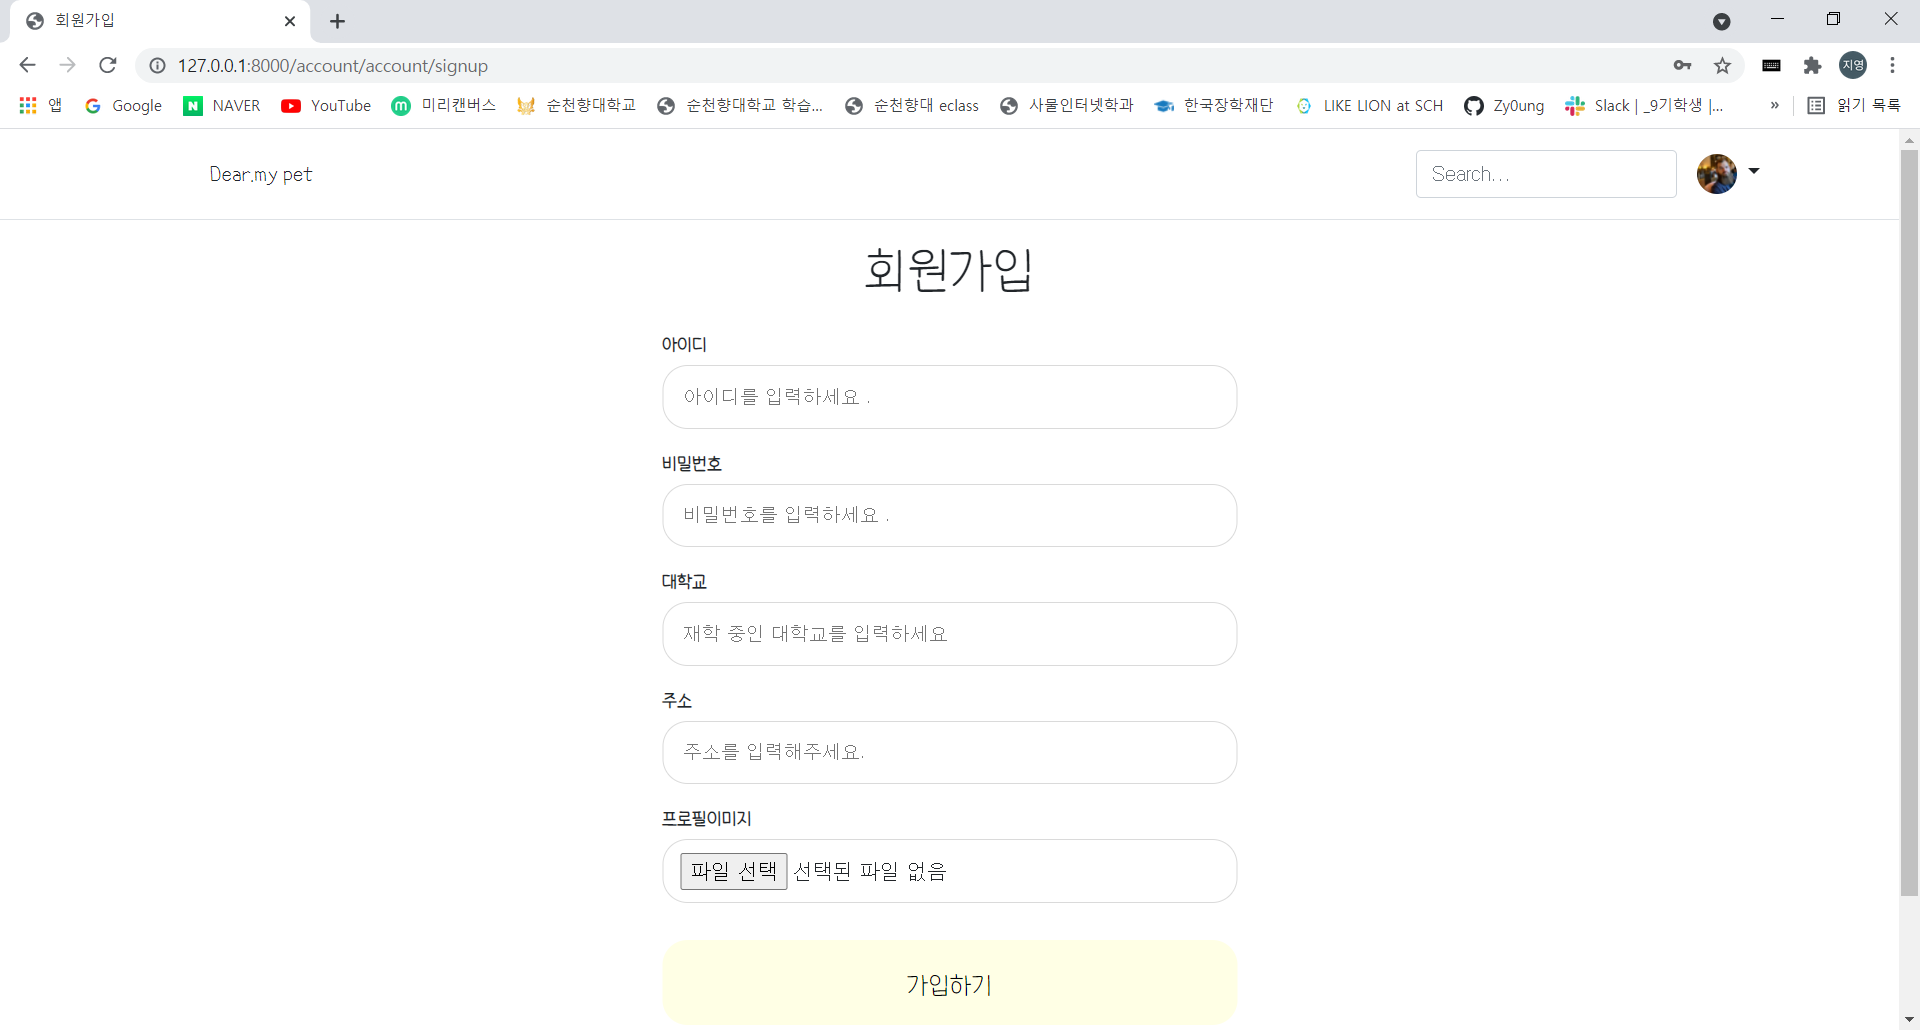 회원가입
127.0.0.1:8000/account/account/signup
지영
앱 Google NAVER YouTube 미리캔버스 순천향대학교 순천향대학교 학습... 순천향대 eclass 사물인터넷학과 한국장학재단 LIKE LION at SCH Zy0ung Slack | _9기학생 |... » 읽기 목록
Dear.my pet
Search...
회원가입
아이디
아이디를 입력하세요 .
비밀번호
비밀번호를 입력하세요 .
대학교
재학 중인 대학교를 입력하세요
주소
주소를 입력해주세요.
프로필이미지
파일 선택 선택된 파일 없음
가입하기